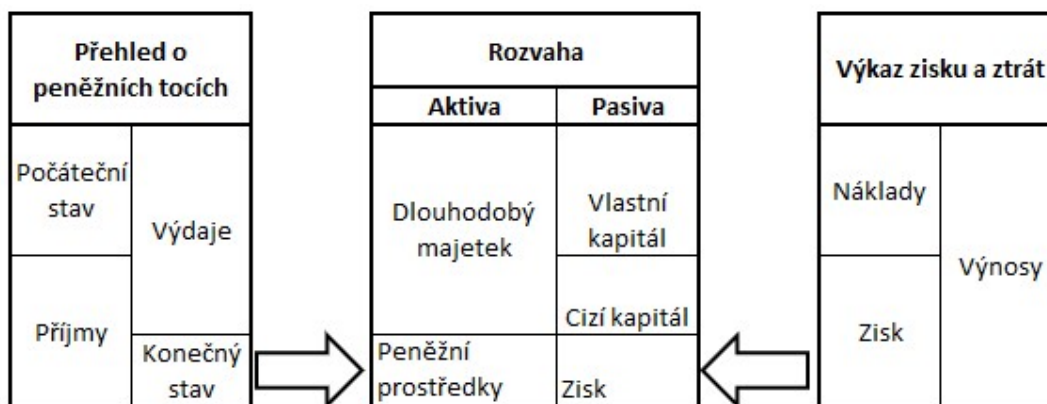 Přehled o
peněžních tocích
Počáteční
stav
Výdaje
Příjmy
Konečný
stav
Rozvaha
Aktiva
Pasiva
Dlouhodobý
majetek
Vlastní
kapitál
Cizí kapitál
Peněžní
prostředky
Zisk
Výkaz zisku a ztrát
Náklady
Výnosy
Zisk